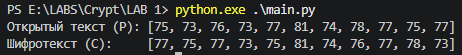 PS E:\LABS\Crypt\LAB 1> python.exe .\main.py
Открытый текст (P): [75, 73, 76, 73, 77, 81, 74, 78, 77, 75, 77]
Шифротекст (C):     [77, 75, 77, 73, 75, 81, 74, 76, 77, 78, 73]